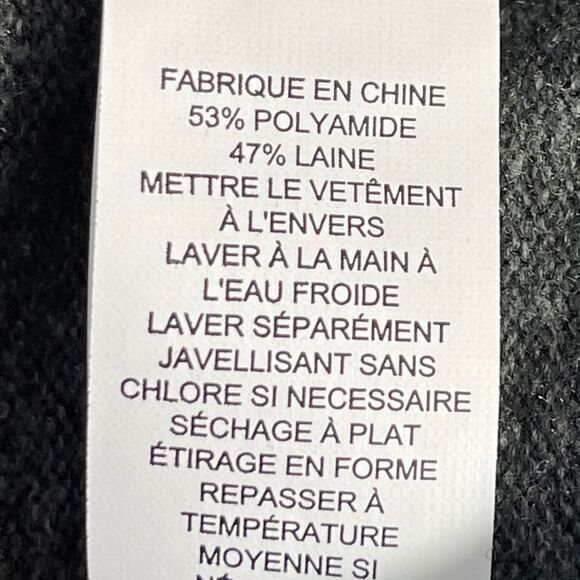 FABRIQUE EN CHINE
53% POLYAMIDE
47% LAINE
METTRE LE VETÊMENT
À L'ENVERS
LAVER À LA MAIN À
L'EAU FROIDE
LAVER SÉPARÉMENT
JAVELLISANT SANS
CHLORE SI NECESSAIRE
SÉCHAGE À PLAT
ÉTIRAGE EN FORME
REPASSER À
TEMPÉRATURE
MOYENNE SI